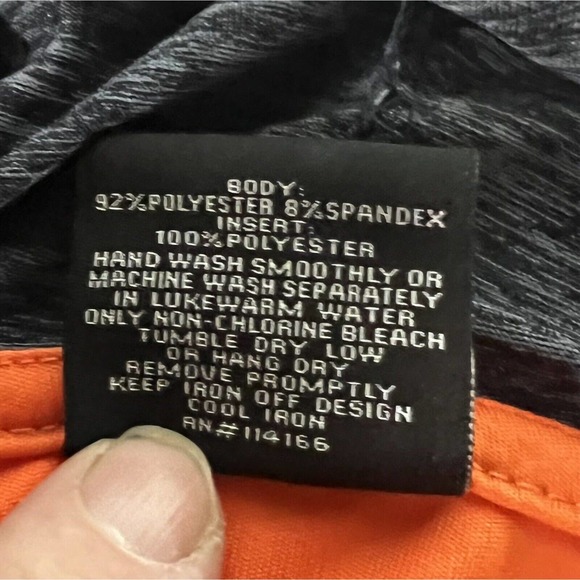 BODY:
92%POLYESTER 8%SPANDEX
INSERT:
100%POLYESTER
HAND WASH SMOOTHLY OR
MACHINE WASH SEPARATELY
IN LUKEWARM WATER
ONLY NON-CHLORINE BLEACH
TUMBLE DRY LOW
OR HANG DRY
REMOVE PROMPTLY
KEEP IRON OFF DESIGN
COOL IRON
RN#114166